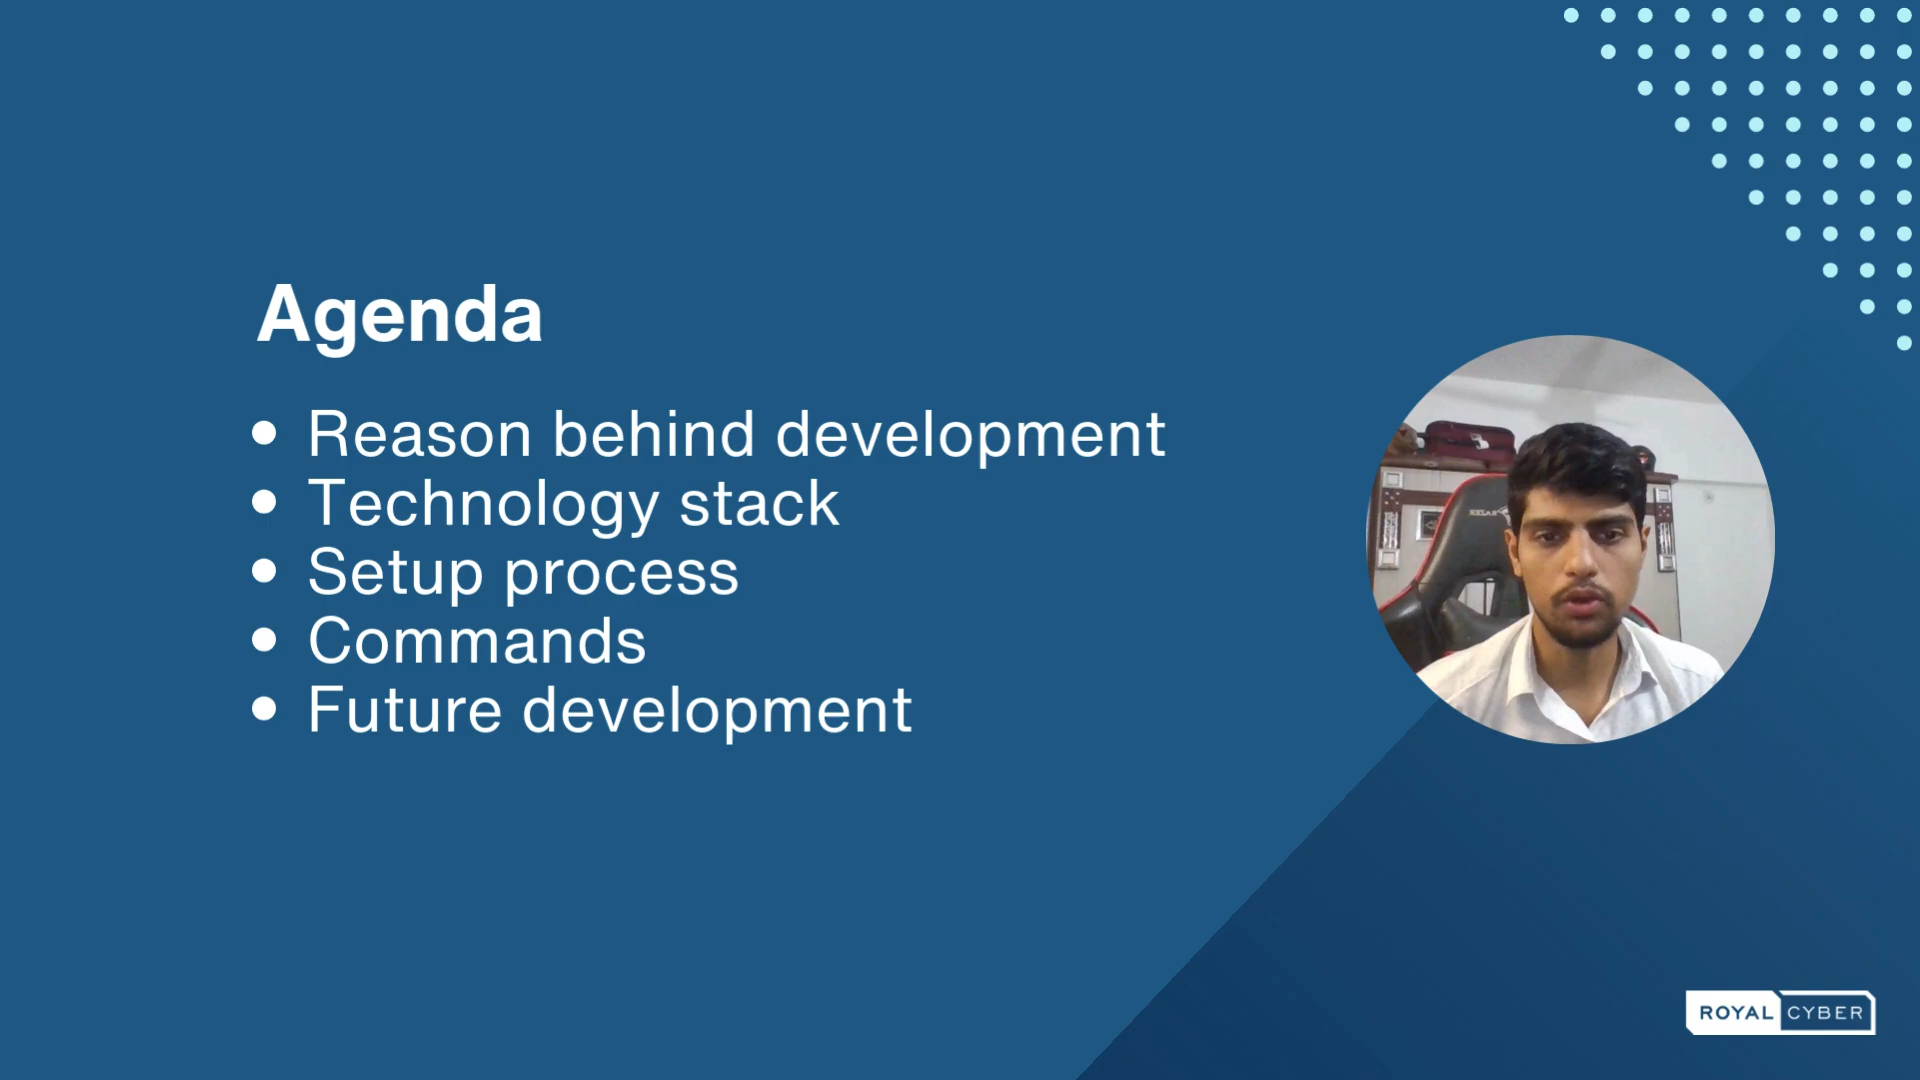 Agenda
• Reason behind development
• Technology stack
• Setup process
• Commands
• Future development
ROYAL CYBER